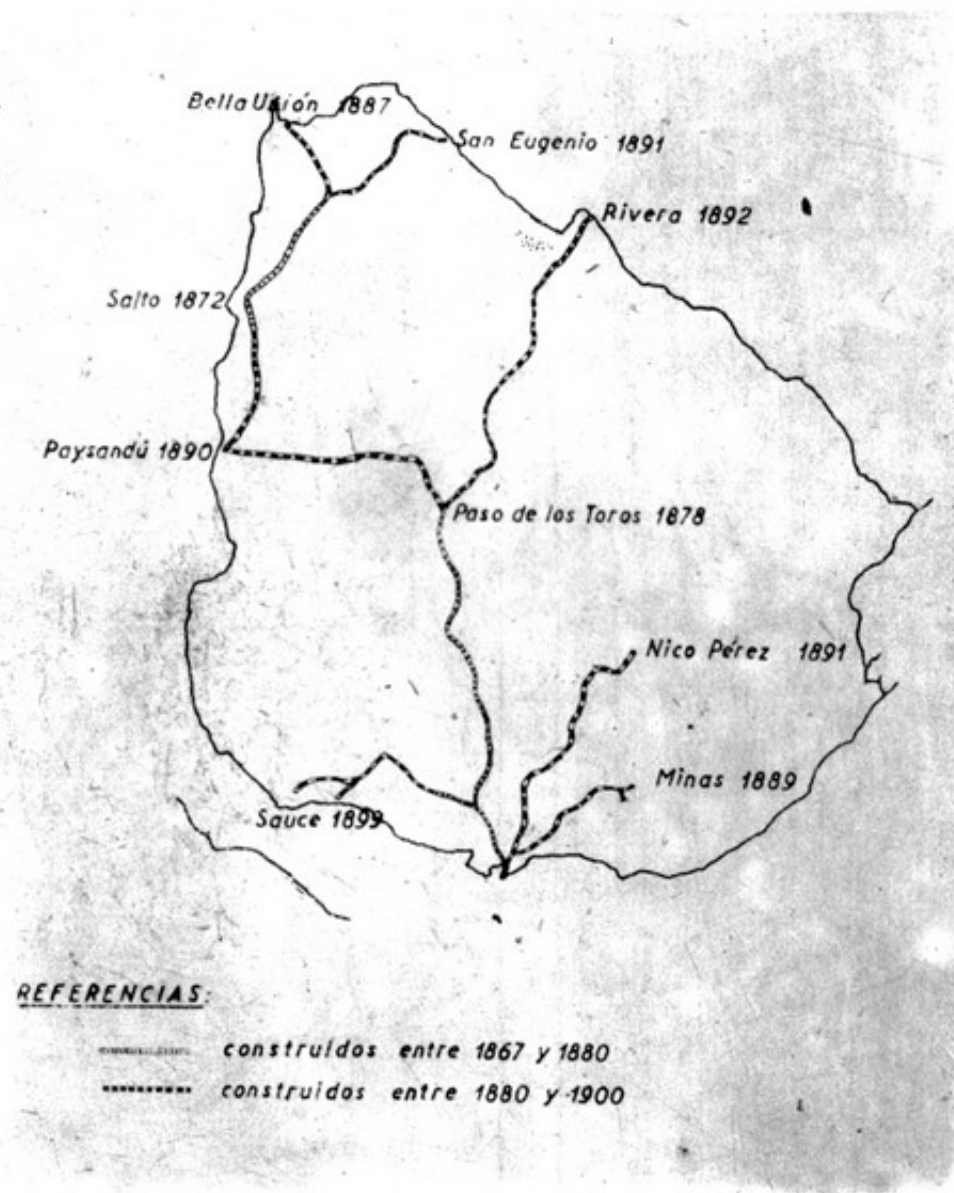 Bella Unión 1887
San Eugenio 1891
Rivera 1892
Salto 1872
Paysandú 1890
Paso de los Toros 1878
Nico Pérez 1891
Minas 1889
Sauce 1899
REFERENCIAS:
construídos entre 1867 y 1880
construidos entre 1880 y 1900